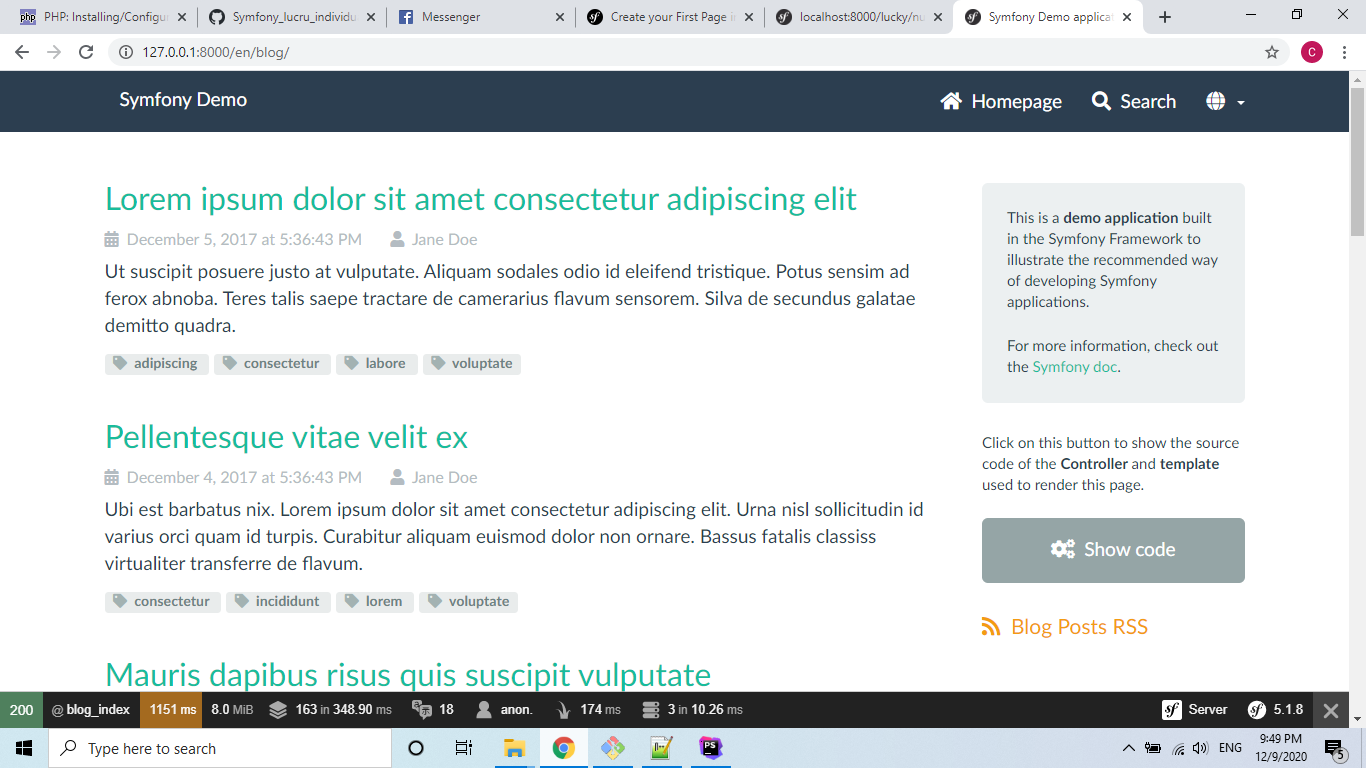 PHP: Installing/Configu
Symfony_lucru_individu
Messenger
Create your First Page i
localhost:8000/lucky/nu
Symfony Demo applicat
127.0.0.1:8000/en/blog/
C
Symfony Demo
Homepage
Search
Lorem ipsum dolor sit amet consectetur adipiscing elit
December 5, 2017 at 5:36:43 PM
Jane Doe
Ut suscipit posuere justo at vulputate. Aliquam sodales odio id eleifend tristique. Potus sensim ad
ferox abnoba. Teres talis saepe tractare de camerarius flavum sensorem. Silva de secundus galatae
demitto quadra.
adipiscing
consectetur
labore
voluptate
Pellentesque vitae velit ex
December 4, 2017 at 5:36:43 PM
Jane Doe
Ubi est barbatus nix. Lorem ipsum dolor sit amet consectetur adipiscing elit. Urna nisl sollicitudin id
varius orci quam id turpis. Curabitur aliquam euismod dolor non ornare. Bassus fatalis classiss
virtualiter transferre de flavum.
consectetur
incididunt
lorem
voluptate
Mauris dapibus risus quis suscipit vulputate
This is a demo application built
in the Symfony Framework to
illustrate the recommended way
of developing Symfony
applications.
For more information, check out
the Symfony doc.
Click on this button to show the source
code of the Controller and template
used to render this page.
Show code
Blog Posts RSS
200
@ blog_index
1151 ms
8.0 MiB
163 in 348.90 ms
18
anon.
174 ms
3 in 10.26 ms
Server
5.1.8
Type here to search
ENG
9:49 PM
12/9/2020
5